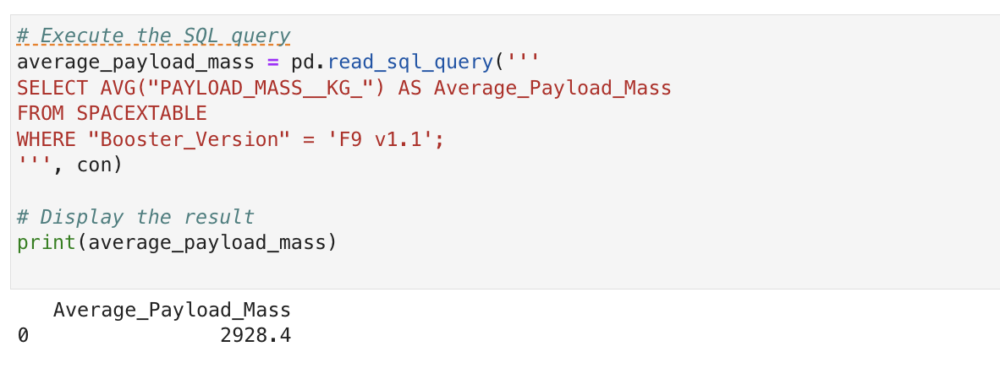 # Execute the SQL query
average_payload_mass = pd.read_sql_query('''
SELECT AVG("PAYLOAD_MASS__KG_") AS Average_Payload_Mass
FROM SPACEXTABLE
WHERE "Booster_Version" = 'F9 v1.1';
''', con)
# Display the result
print(average_payload_mass)
Average_Payload_Mass
0 2928.4